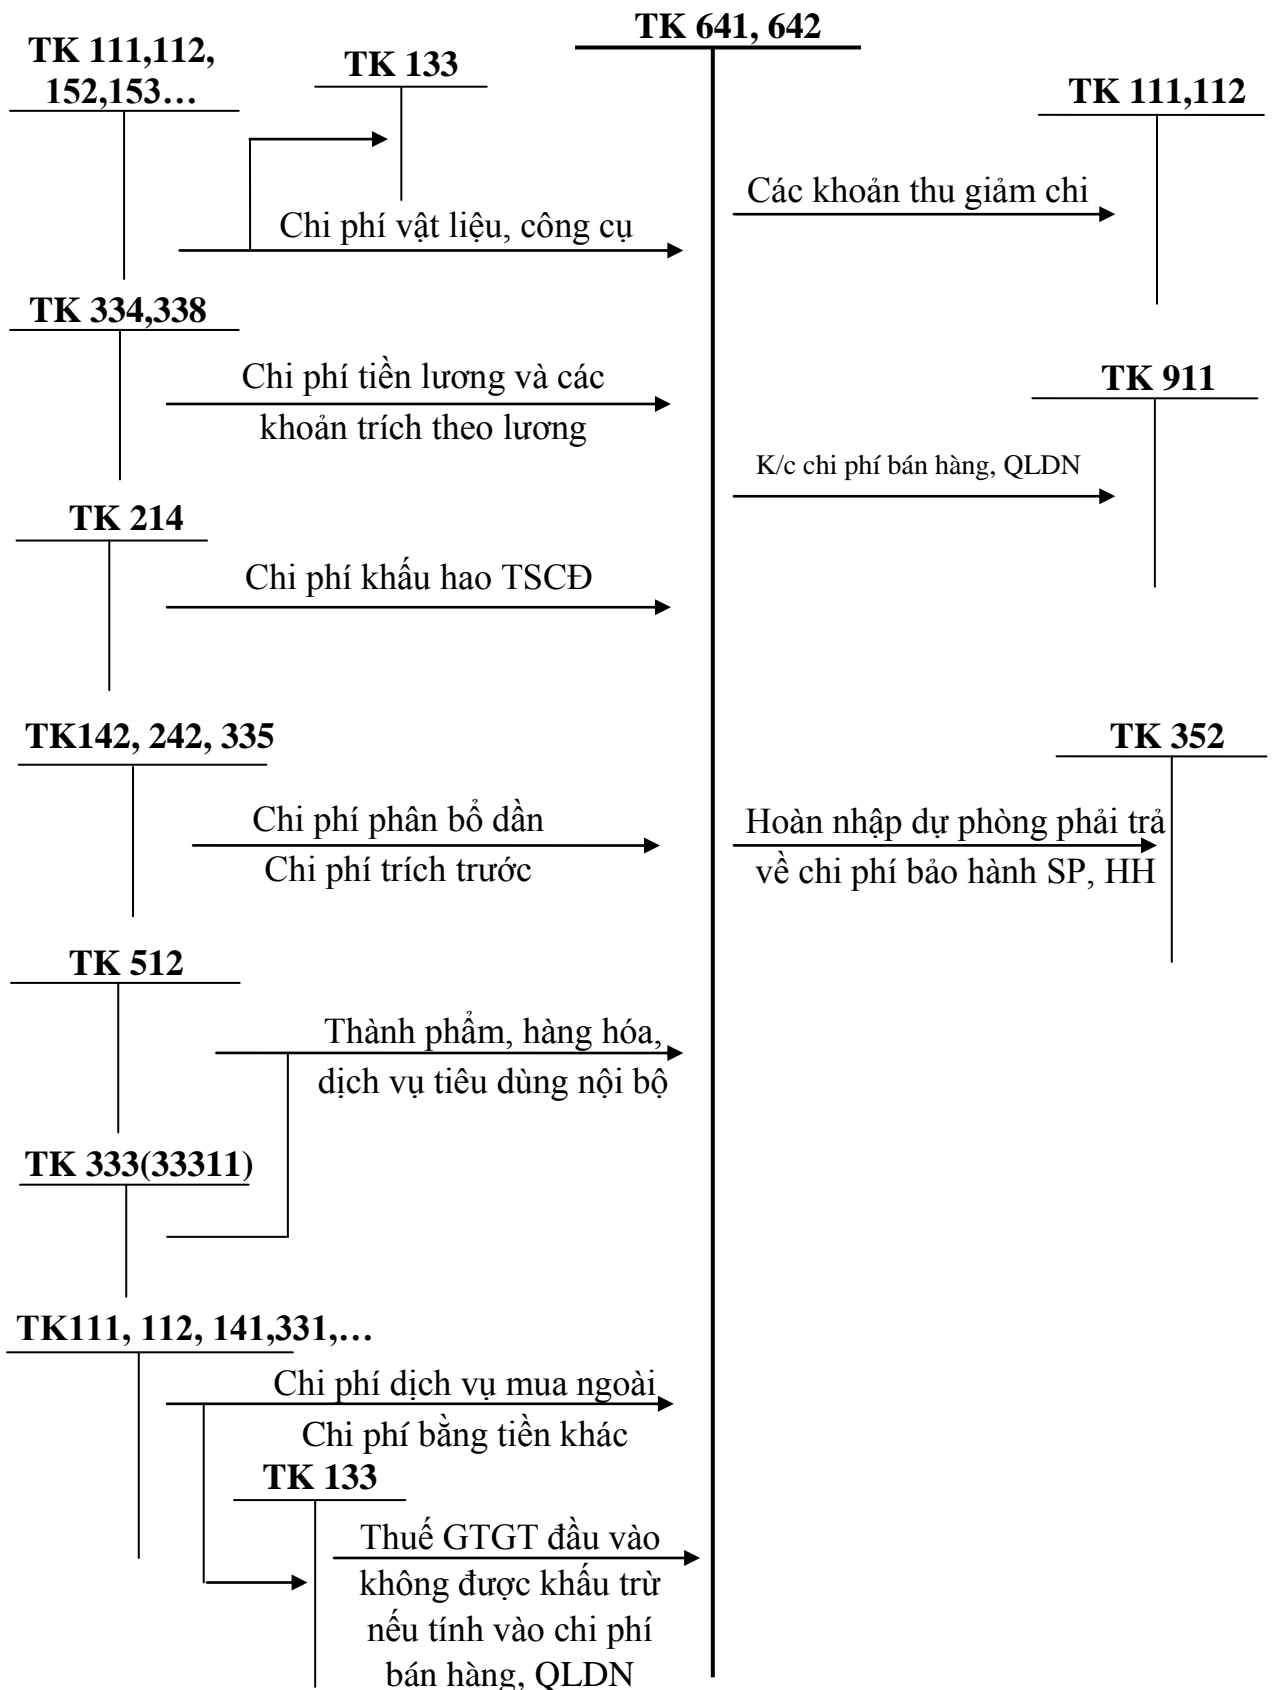 TK 641, 642
TK 111,112,
152,153…
TK 133
TK 111,112
Các khoản thu giảm chi
Chi phí vật liệu, công cụ
TK 334,338
Chi phí tiền lương và các
khoản trích theo lương
TK 911
K/c chi phí bán hàng, QLDN
TK 214
Chi phí khấu hao TSCĐ
TK142, 242, 335
Chi phí phân bổ dần
Chi phí trích trước
TK 352
Hoàn nhập dự phòng phải trả
về chi phí bảo hành SP, HH
TK 512
Thành phẩm, hàng hóa,
dịch vụ tiêu dùng nội bộ
TK 333(33311)
TK111, 112, 141,331,…
Chi phí dịch vụ mua ngoài
Chi phí bằng tiền khác
TK 133
Thuế GTGT đầu vào
không được khấu trừ
nếu tính vào chi phí
bán hàng, QLDN